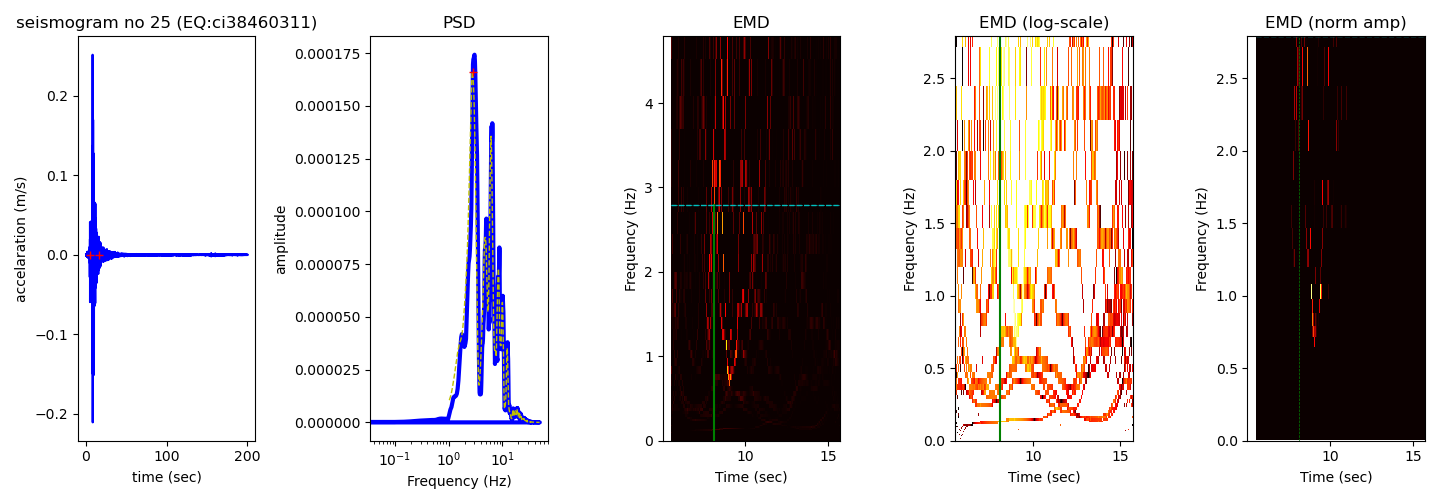 seismogram no 25 (EQ:ci38460311)
accelaration (m/s)
0.2
0.1
0.0
−0.1
−0.2
0
100
200
time (sec)
PSD
amplitude
0.000175
0.000150
0.000125
0.000100
0.000075
0.000050
0.000025
0.000000
10⁻¹
10⁰
10¹
Frequency (Hz)
EMD
Frequency (Hz)
4
3
2
1
0
10
15
Time (sec)
EMD (log-scale)
Frequency (Hz)
2.5
2.0
1.5
1.0
0.5
0.0
10
15
Time (sec)
EMD (norm amp)
Frequency (Hz)
2.5
2.0
1.5
1.0
0.5
0.0
10
15
Time (sec)